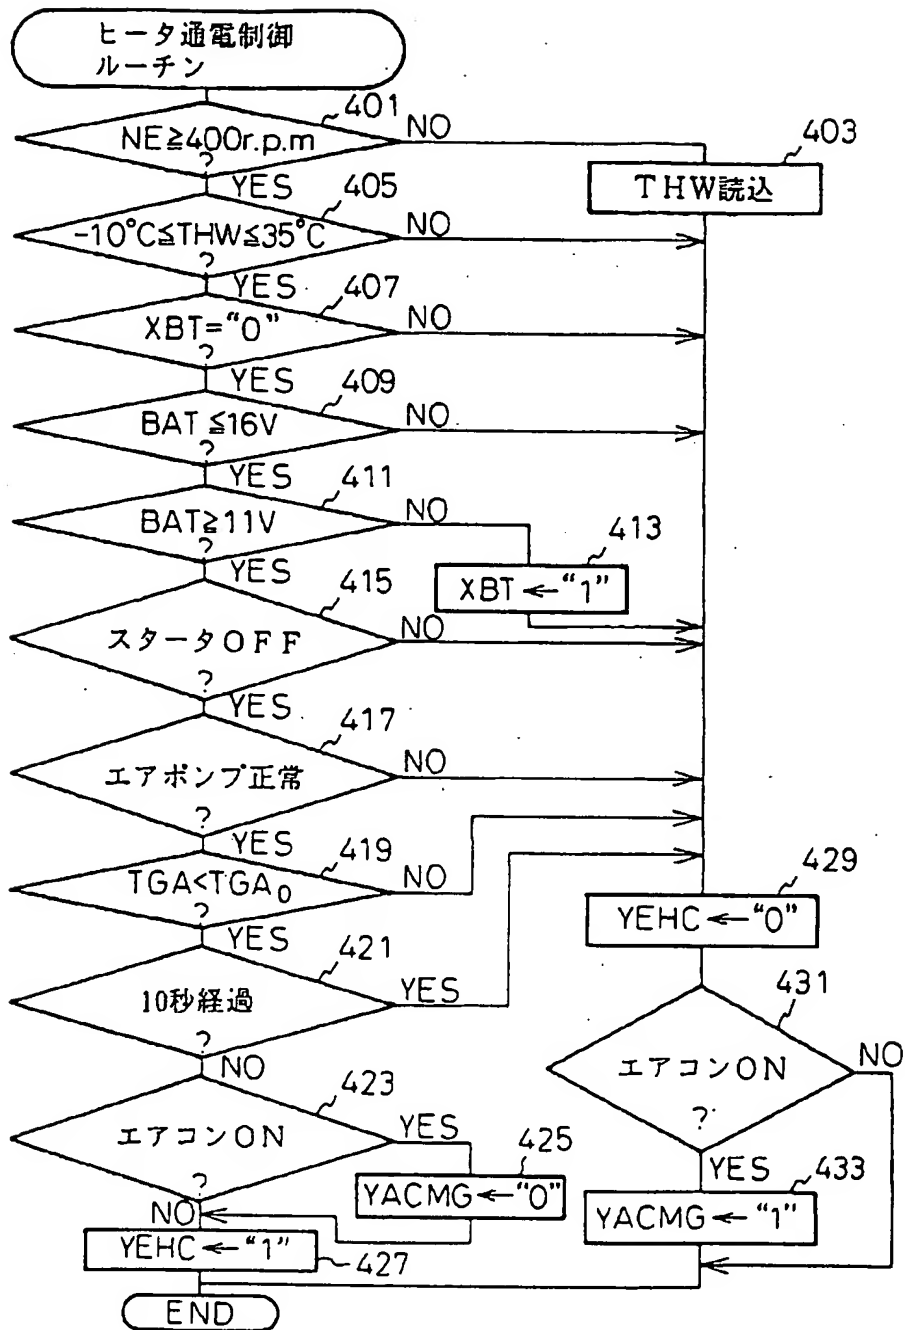 ヒータ通電制御
ルーチン
401
NE≧400r.p.m
?
NO
YES
403
THW読込
405
-10°C≦THW≦35°C
?
NO
YES
407
XBT="0"
?
NO
YES
409
BAT≦16V
?
NO
YES
411
BAT≧11V
?
NO
YES
413
XBT←"1"
415
スタータOFF
?
NO
YES
417
エアポンプ正常
?
NO
YES
419
TGA<TGA0
?
NO
YES
421
10秒経過
?
YES
NO
423
エアコンON
?
YES
NO
425
YACMG←"0"
YEHC←"1"
427
429
YEHC←"0"
431
エアコンON
?
NO
YES
433
YACMG←"1"
END